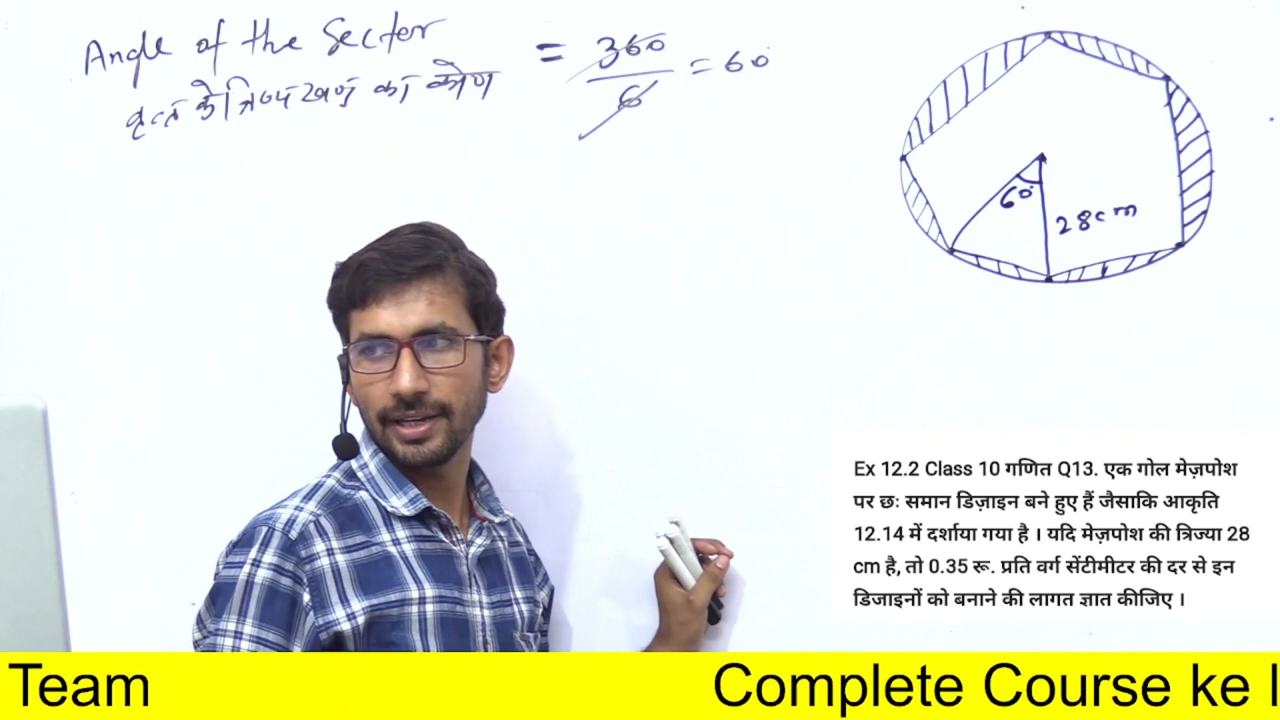 Angle of the Sector = 360/6 = 60°
वृत्त के त्रिज्यखण्ड का कोण
60°
28cm
Ex 12.2 Class 10 गणित Q13. एक गोल मेज़पोश
पर छः समान डिज़ाइन बने हुए हैं जैसाकि आकृति
12.14 में दर्शाया गया है । यदि मेज़पोश की त्रिज्या 28
cm है, तो 0.35 रू. प्रति वर्ग सेंटीमीटर की दर से इन
डिजाइनों को बनाने की लागत ज्ञात कीजिए ।
Team Complete Course ke